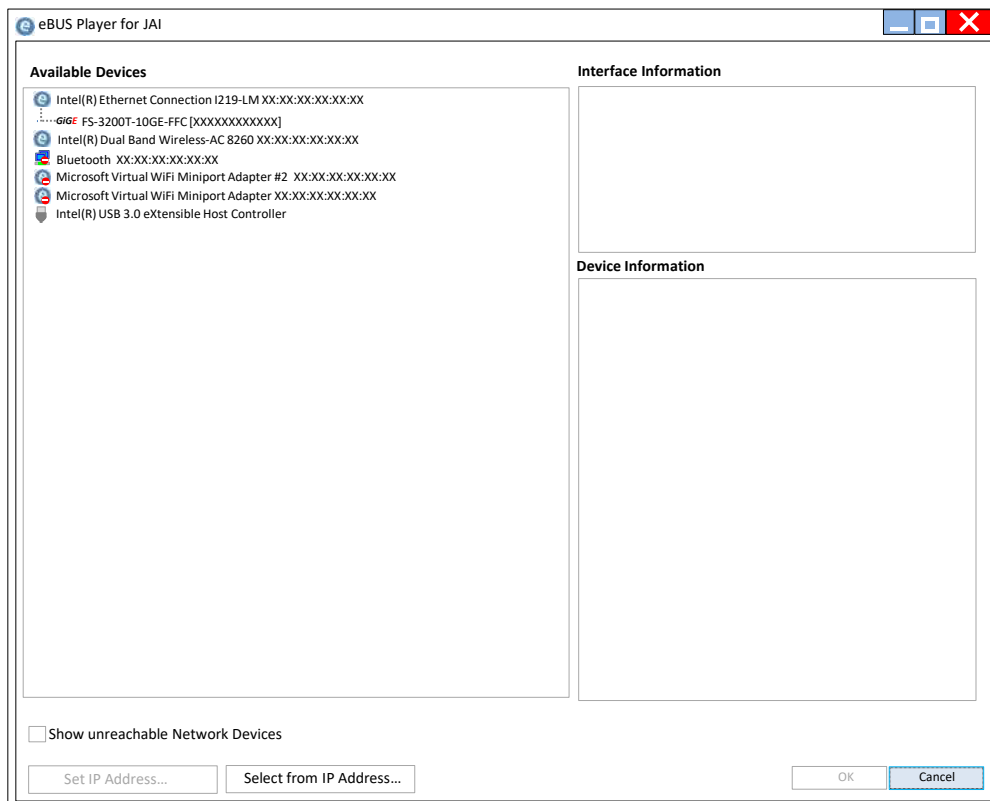 eBUS Player for JAI
Available Devices
Intel(R) Ethernet Connection I219-LM XX:XX:XX:XX:XX:XX
GiGE FS-3200T-10GE-FFC [XXXXXXXXXXXX]
Intel(R) Dual Band Wireless-AC 8260 XX:XX:XX:XX:XX:XX
Bluetooth XX:XX:XX:XX:XX:XX
Microsoft Virtual WiFi Miniport Adapter #2 XX:XX:XX:XX:XX:XX
Microsoft Virtual WiFi Miniport Adapter XX:XX:XX:XX:XX:XX
Intel(R) USB 3.0 eXtensible Host Controller
Interface Information
Device Information
Show unreachable Network Devices
Set IP Address...
Select from IP Address...
OK
Cancel